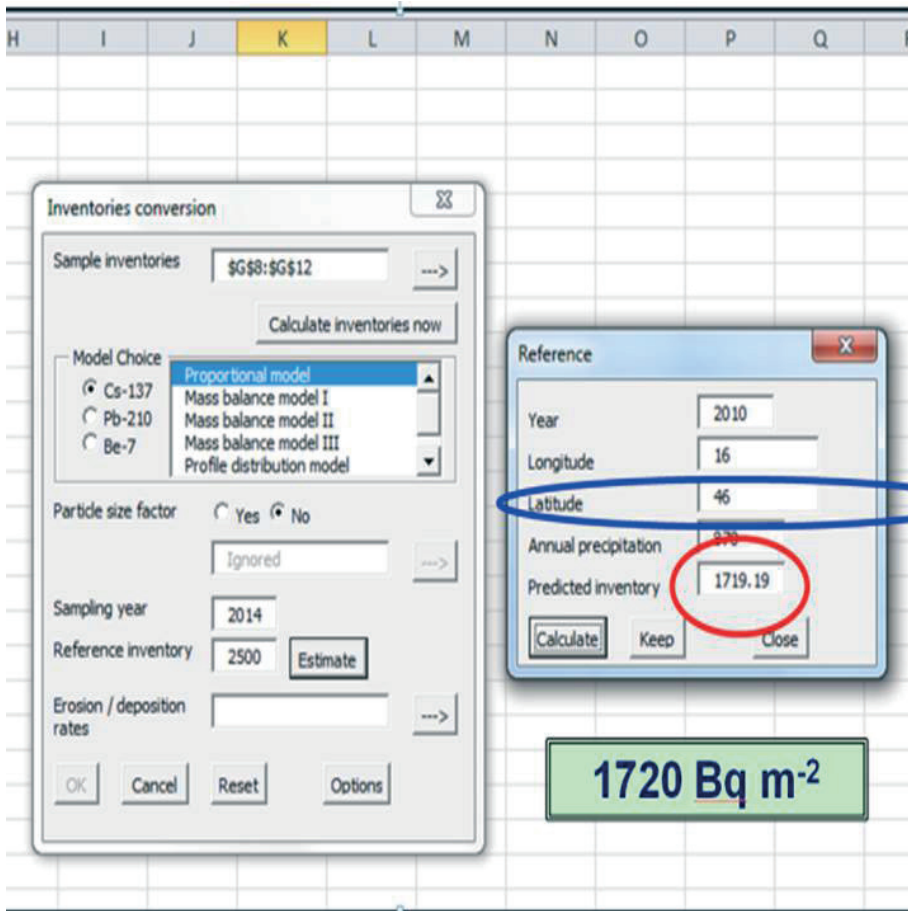 H I J K L M N O P Q
Inventories conversion
Sample inventories $G$8:$G$12 --->
Calculate inventories now
Model Choice
Cs-137
Pb-210
Be-7
Proportional model
Mass balance model I
Mass balance model II
Mass balance model III
Profile distribution model
Particle size factor Yes No
Ignored --->
Sampling year 2014
Reference inventory 2500 Estimate
Erosion / deposition rates --->
OK Cancel Reset Options
Reference
Year 2010
Longitude 16
Latitude 46
Annual precipitation
Predicted inventory 1719.19
Calculate Keep Close
1720 Bq m-2